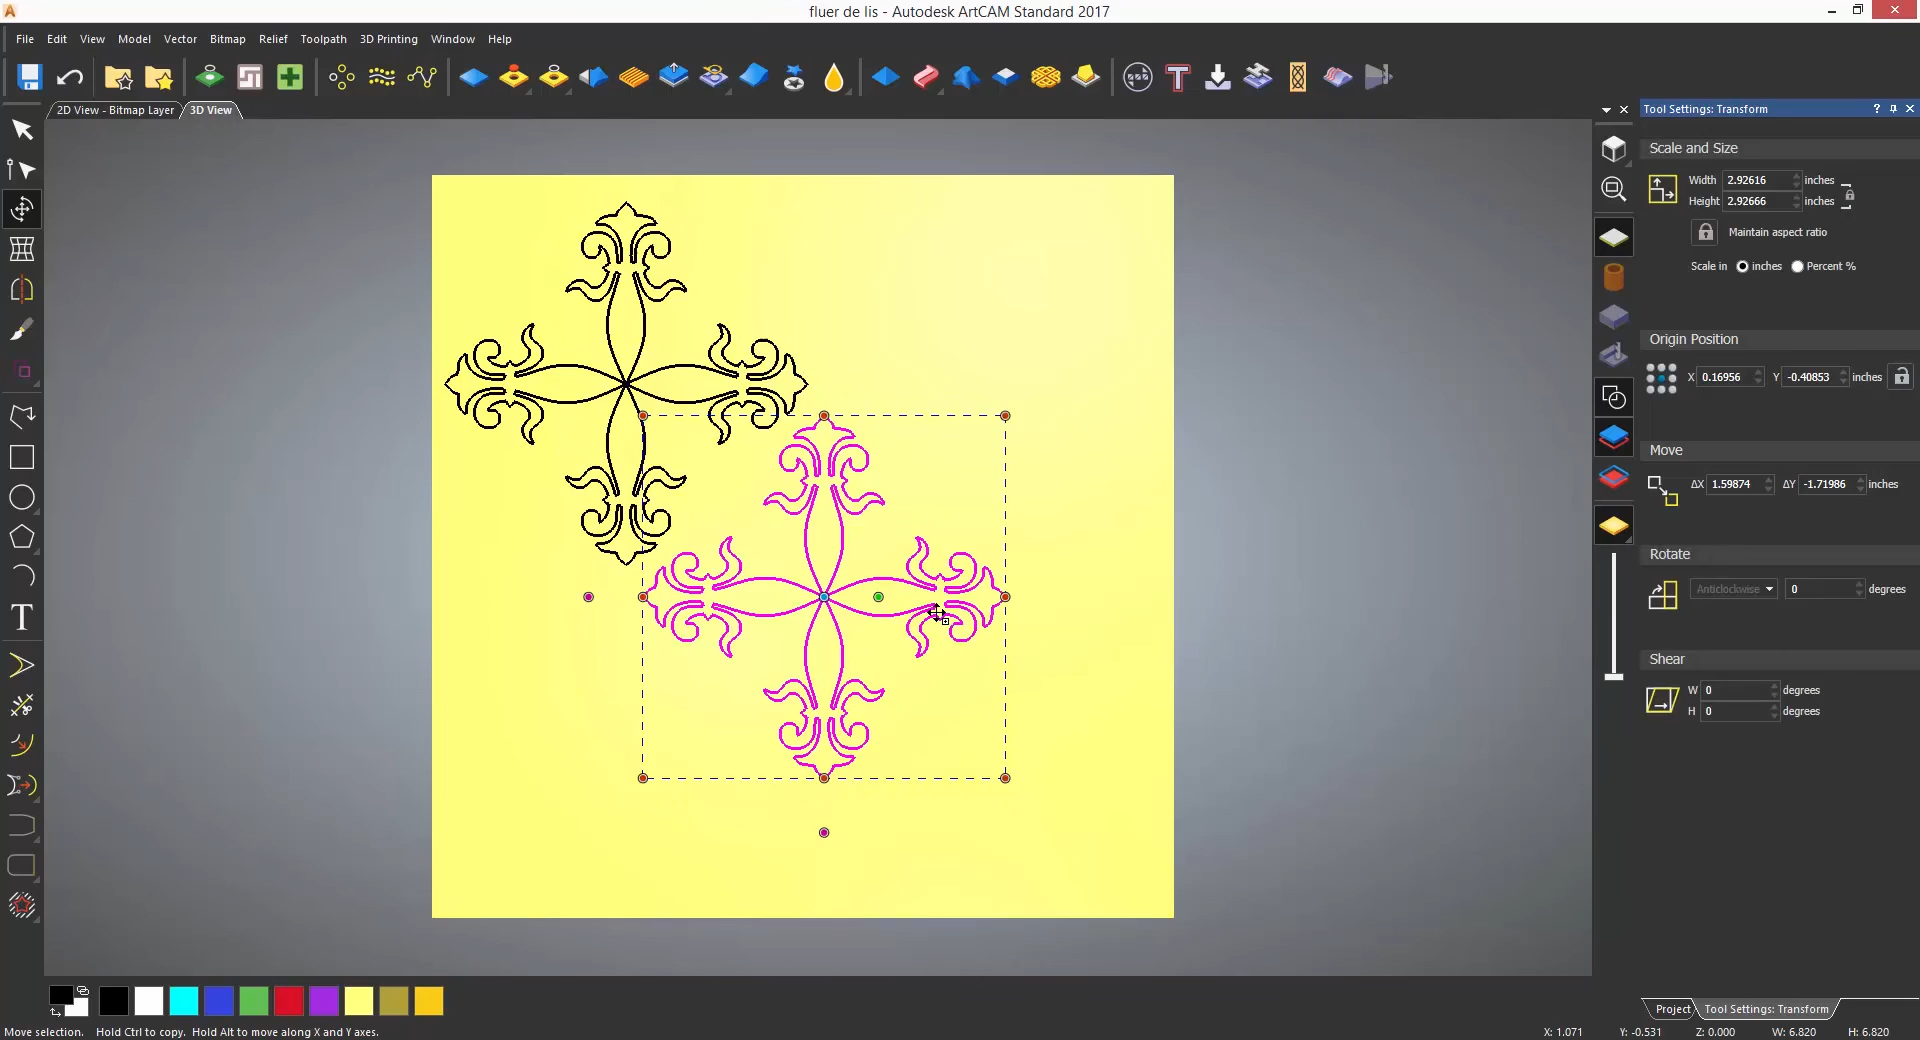 fluer de lis - Autodesk ArtCAM Standard 2017
File Edit View Model Vector Bitmap Relief Toolpath 3D Printing Window Help
2D View - Bitmap Layer 3D View
Tool Settings: Transform
Scale and Size
Width 2.92616 inches
Height 2.92666 inches
Maintain aspect ratio
Scale in inches Percent %
Origin Position
X 0.16956 Y -0.40853 inches
Move
ΔX 1.59874 ΔY -1.71986 inches
Rotate
Anticlockwise 0 degrees
Shear
W 0 degrees
H 0 degrees
Project Tool Settings: Transform
Move selection. Hold Ctrl to copy. Hold Alt to move along X and Y axes. X: 1.071 Y: -0.531 Z: 0.000 W: 6.820 H: 6.820